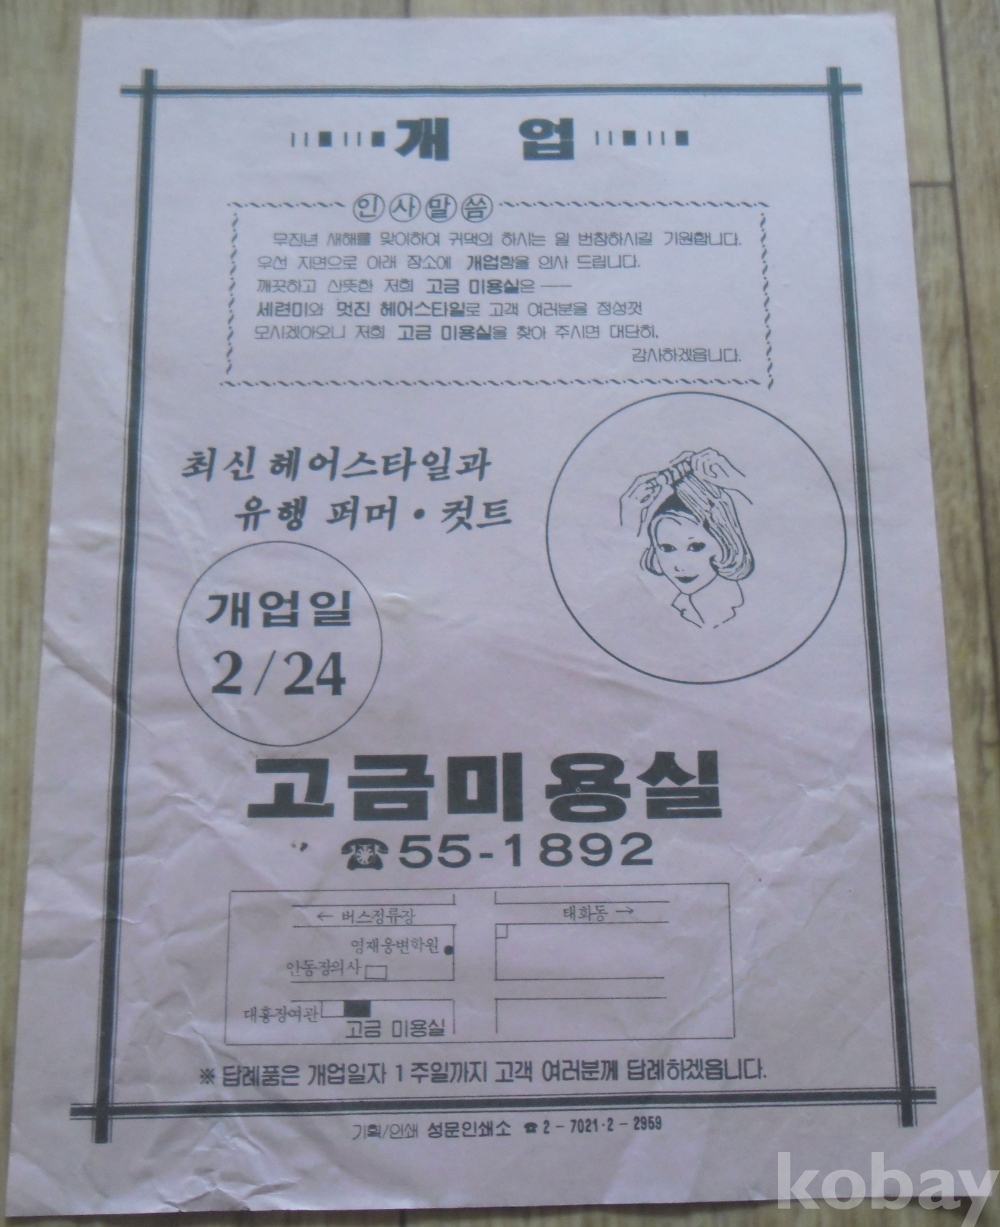 개 업
인사말씀
무진년 새해를 맞이하여 귀댁의 하시는 일 번창하시길 기원합니다.
우선 지면으로 아래 장소에 개업함을 인사 드립니다.
깨끗하고 산뜻한 저희 고금 미용실은 ――
세련미와 멋진 헤어스타일로 고객 여러분을 정성껏
모시겠아오니 저희 고금 미용실을 찾아 주시면 대단히,
감사하겠읍니다.
최신 헤어스타일과
유행 퍼머・컷트
개업일
2/24
고금미용실
☎55-1892
← 버스정류장
태화동 →
영재웅변학원
안동장의사
대흥장여관
고금 미용실
※ 답례품은 개업일자 1주일까지 고객 여러분께 답례하겠읍니다.
기획/인쇄 성문인쇄소 ☎ 2-7021·2-2959
kobay